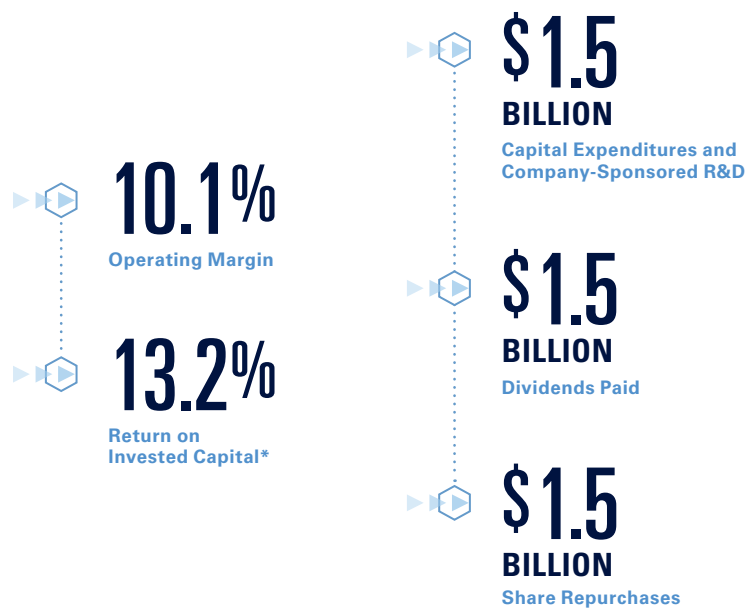 10.1%
Operating Margin
13.2%
Return on
Invested Capital*
$1.5
BILLION
Capital Expenditures and
Company-Sponsored R&D
$1.5
BILLION
Dividends Paid
$1.5
BILLION
Share Repurchases